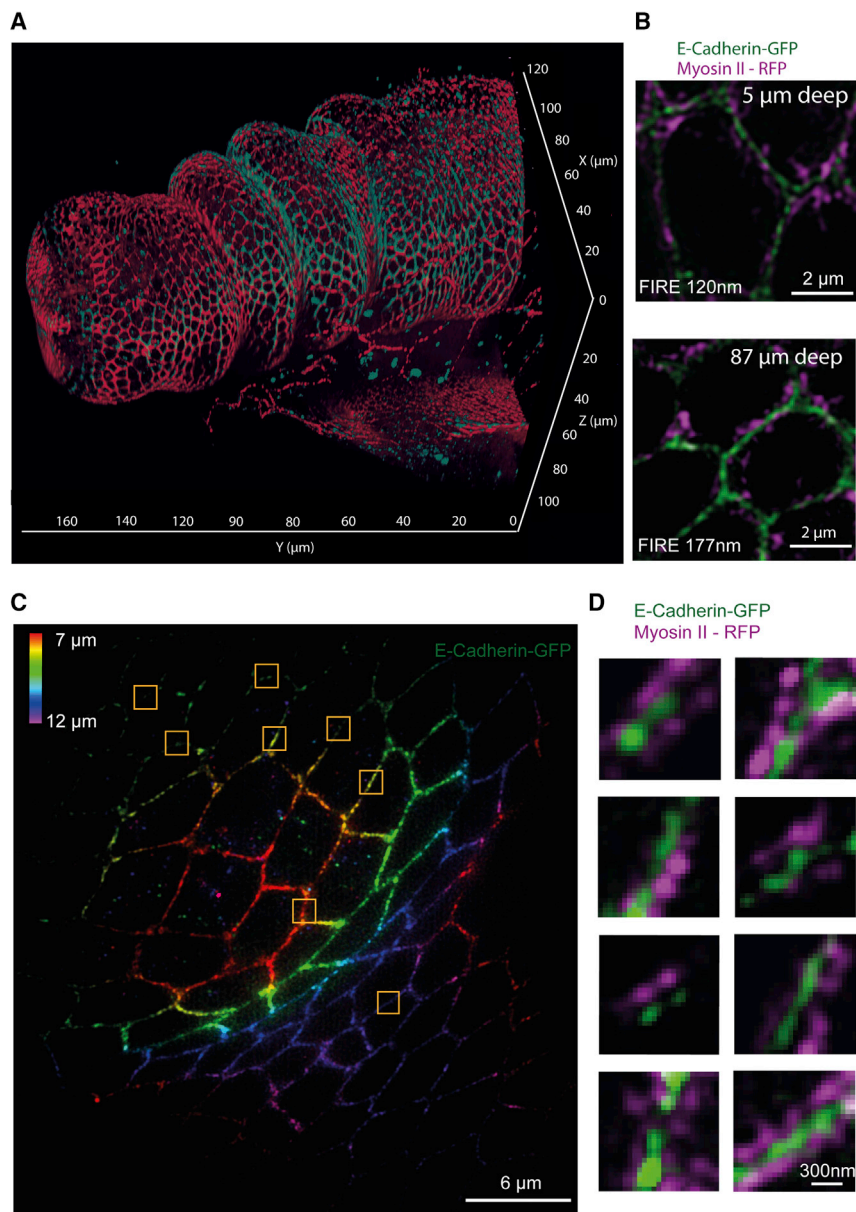 A
120
100
80
X (μm)
60
40
20
0
20
40
Z (μm)
60
80
100
160 140 120 90 80 60 40 20 0
Y (μm)
B
E-Cadherin-GFP
Myosin II - RFP
5 μm deep
FIRE 120nm
2 μm
87 μm deep
FIRE 177nm
2 μm
C
7 μm
12 μm
E-Cadherin-GFP
6 μm
D
E-Cadherin-GFP
Myosin II - RFP
300nm